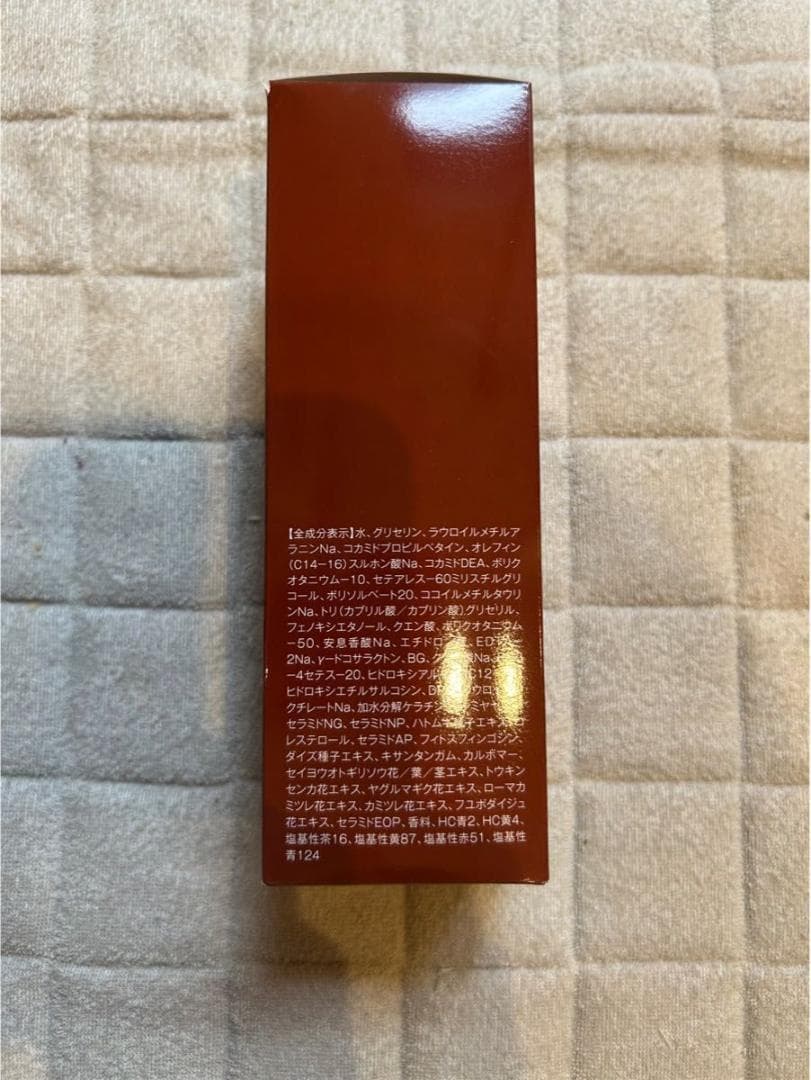 【全成分表示】水、グリセリン、ラウロイルメチルア
ラニンNa、コカミドプロピルベタイン、オレフィン
(C14-16)スルホン酸Na、コカミドDEA、ポリク
オタニウム-10、セテアレス-60ミリスチルグリ
コール、ポリソルベート20、ココイルメチルタウリ
ンNa、トリ(カプリル酸/カプリン酸)グリセリル、
フェノキシエタノール、クエン酸、ポリクオタニウム
-50、安息香酸Na、エチドロン
2Na、γ-ドコサラクトン、BG、
-4セテス-20、ヒドロキシアル
ヒドロキシエチルサルコシン、
クチレートNa、加水分解ケラチン
セラミドNG、セラミドNP、ハトムギ種子エキス、コ
レステロール、セラミドAP、フィトスフィンゴシン、
ダイズ種子エキス、キサンタンガム、カルボマー、
セイヨウオトギリソウ花/葉/茎エキス、トウキン
センカ花エキス、ヤグルマギク花エキス、ローマカ
ミツレ花エキス、カミツレ花エキス、フユボダイジュ
花エキス、セラミドEOP、香料、HC青2、HC黄4、
塩基性茶16、塩基性黄87、塩基性赤51、塩基性
青124